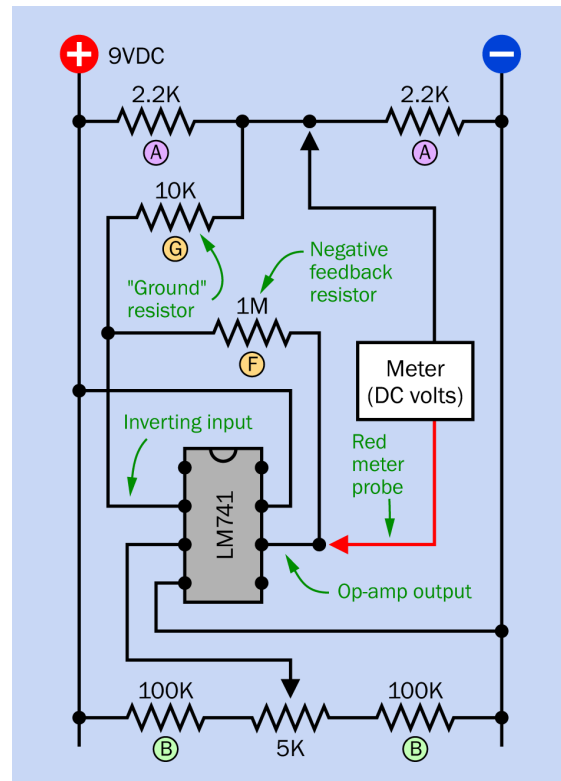 + 9VDC −
2.2K 2.2K
A A
10K
G
"Ground"
resistor
Negative
feedback
resistor
1M
F
Meter
(DC volts)
Inverting input
Red
meter
probe
LM741
Op-amp output
100K 100K
B 5K B